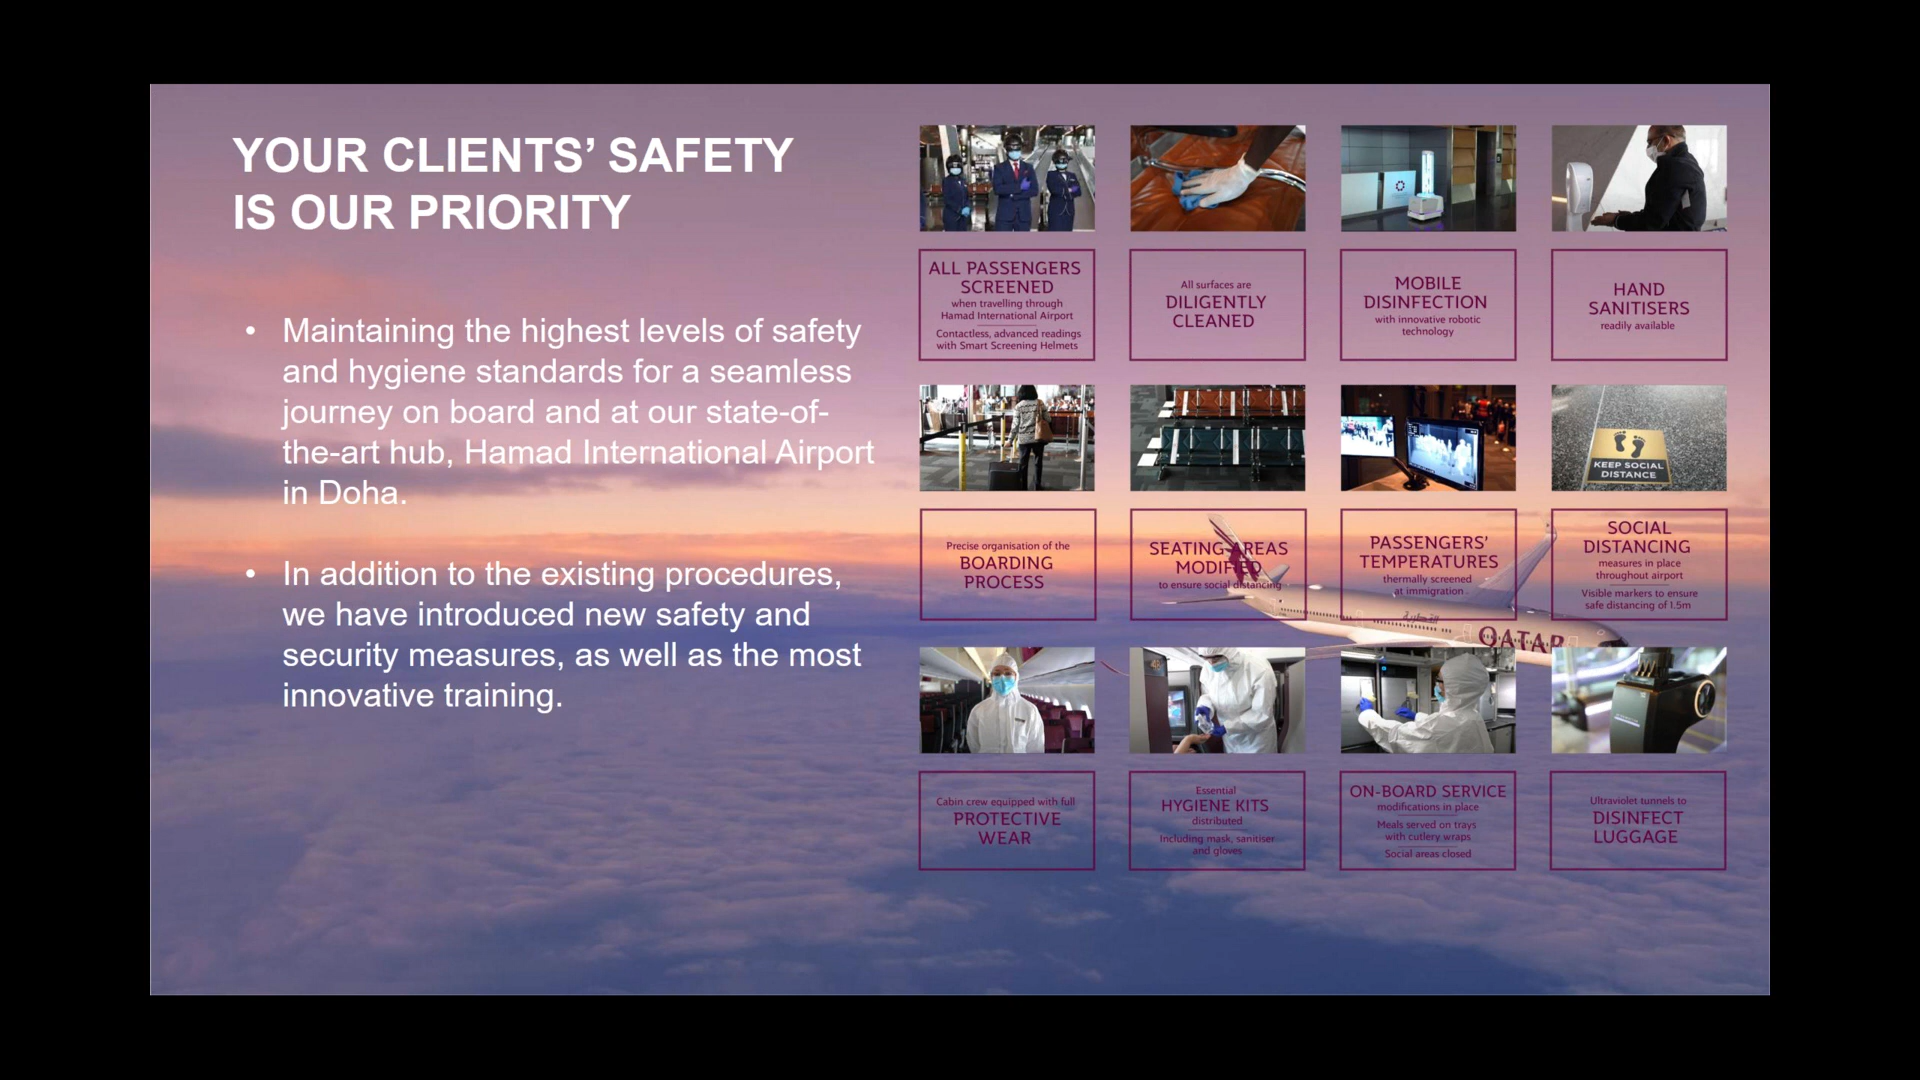 YOUR CLIENTS’ SAFETY
IS OUR PRIORITY
• Maintaining the highest levels of safety
and hygiene standards for a seamless
journey on board and at our state-of-
the-art hub, Hamad International Airport
in Doha.
• In addition to the existing procedures,
we have introduced new safety and
security measures, as well as the most
innovative training.
ALL PASSENGERS
SCREENED
when travelling through
Hamad International Airport
Contactless, advanced readings
with Smart Screening Helmets
All surfaces are
DILIGENTLY
CLEANED
MOBILE
DISINFECTION
with innovative robotic
technology
HAND
SANITISERS
readily available
KEEP SOCIAL
DISTANCE
Precise organisation of the
BOARDING
PROCESS
SEATING AREAS
MODIFIED
to ensure social distancing
PASSENGERS’
TEMPERATURES
thermally screened
at immigration
SOCIAL
DISTANCING
measures in place
throughout airport
Visible markers to ensure
safe distancing of 1.5m
القطرية
QATAR
Cabin crew equipped with full
PROTECTIVE
WEAR
Essential
HYGIENE KITS
distributed
Including mask, sanitiser
and gloves
ON-BOARD SERVICE
modifications in place
Meals served on trays
with cutlery wraps
Social areas closed
Ultraviolet tunnels to
DISINFECT
LUGGAGE